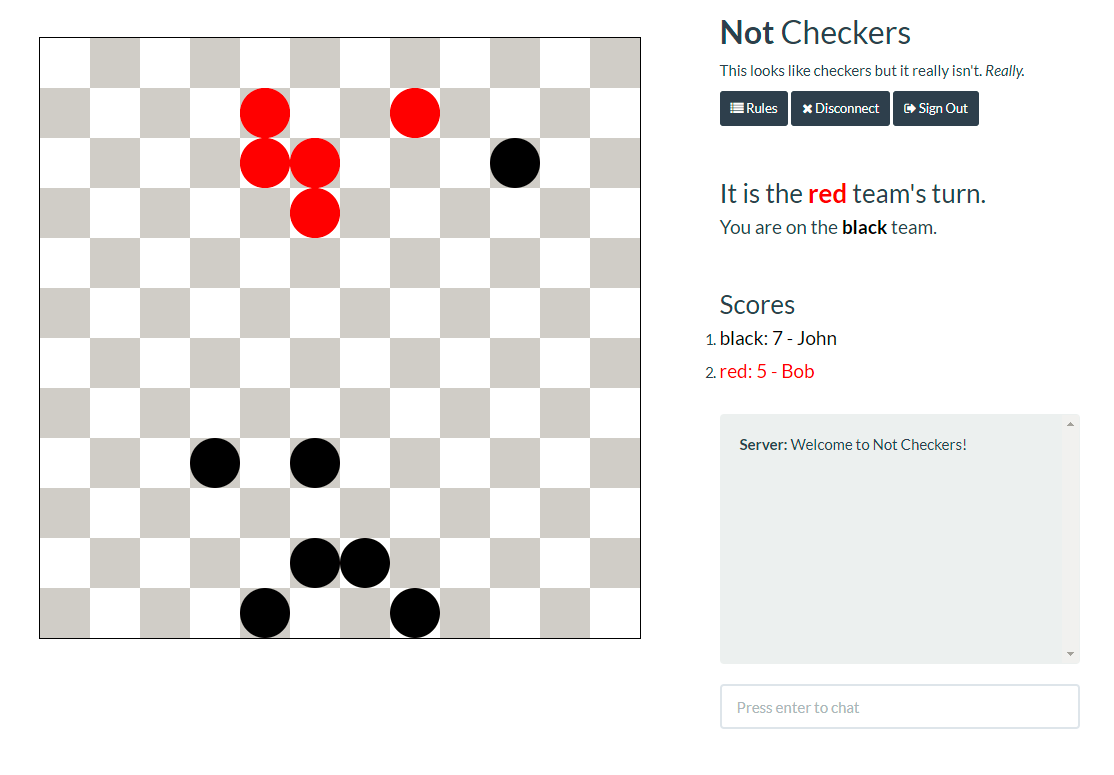 Not Checkers
This looks like checkers but it really isn't. Really.
Rules Disconnect Sign Out
It is the red team's turn.
You are on the black team.
Scores
1. black: 7 - John
2. red: 5 - Bob
Server: Welcome to Not Checkers!
Press enter to chat